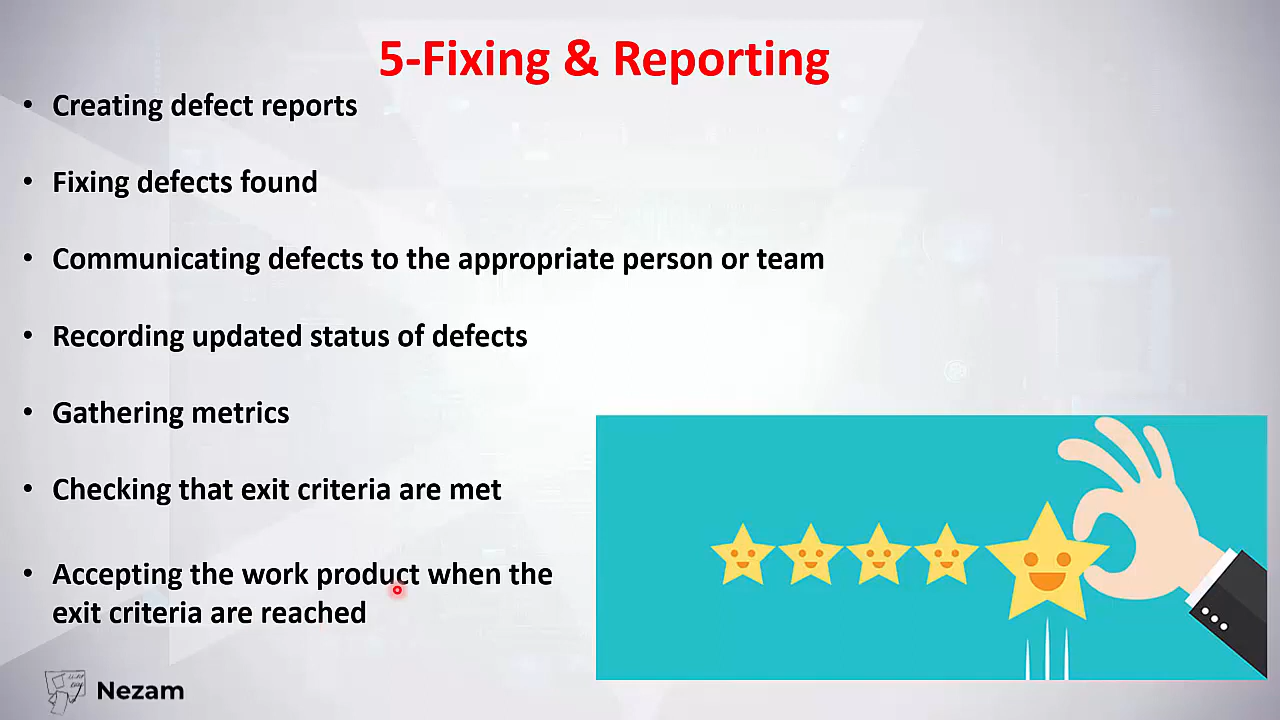 5-Fixing & Reporting
• Creating defect reports
• Fixing defects found
• Communicating defects to the appropriate person or team
• Recording updated status of defects
• Gathering metrics
• Checking that exit criteria are met
• Accepting the work product when the
exit criteria are reached
Nezam